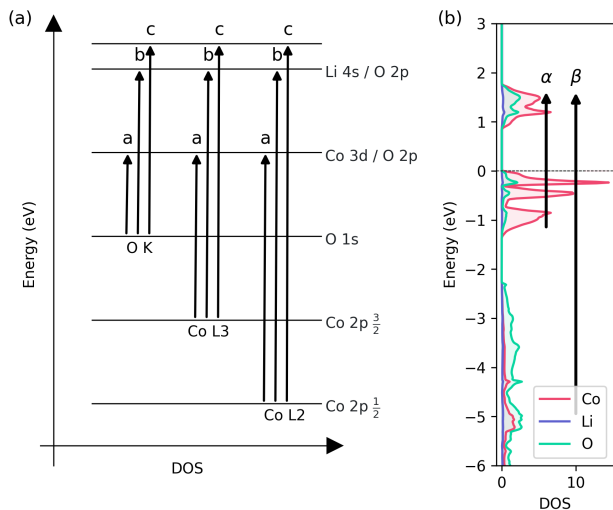 (a)
c c c
b b b
Li 4s / O 2p
a a a
Co 3d / O 2p
O 1s
O K
Co 2p 3/2
Co L3
Co 2p 1/2
Co L2
Energy (eV)
DOS
(b)
3
2
1
0
−1
−2
−3
−4
−5
−6
α β
Co
Li
O
0 10
Energy (eV)
DOS